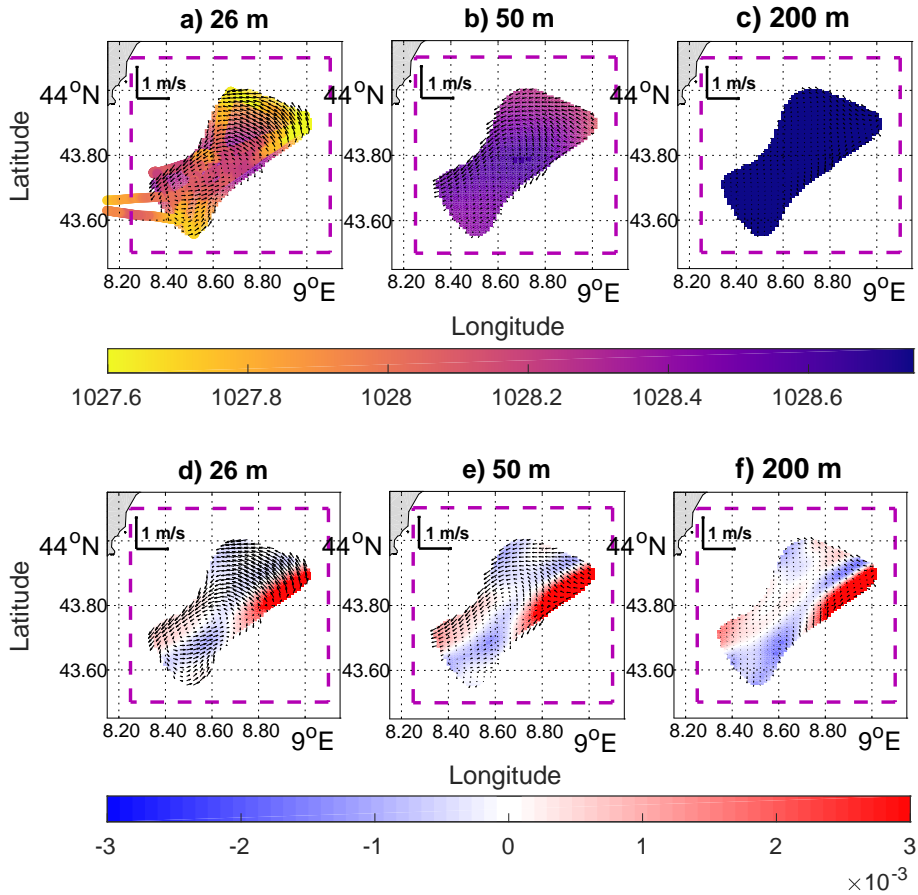 a) 26 m
b) 50 m
c) 200 m
1 m/s
1 m/s
1 m/s
44°N
44°N
44°N
43.80
43.80
43.80
43.60
43.60
43.60
Latitude
8.20 8.40 8.60 8.80 9°E
8.20 8.40 8.60 8.80 9°E
8.20 8.40 8.60 8.80 9°E
Longitude
1027.6 1027.8 1028 1028.2 1028.4 1028.6
d) 26 m
e) 50 m
f) 200 m
1 m/s
1 m/s
1 m/s
44°N
44°N
44°N
43.80
43.80
43.80
43.60
43.60
43.60
Latitude
8.20 8.40 8.60 8.80 9°E
8.20 8.40 8.60 8.80 9°E
8.20 8.40 8.60 8.80 9°E
Longitude
-3 -2 -1 0 1 2 3
×10⁻³